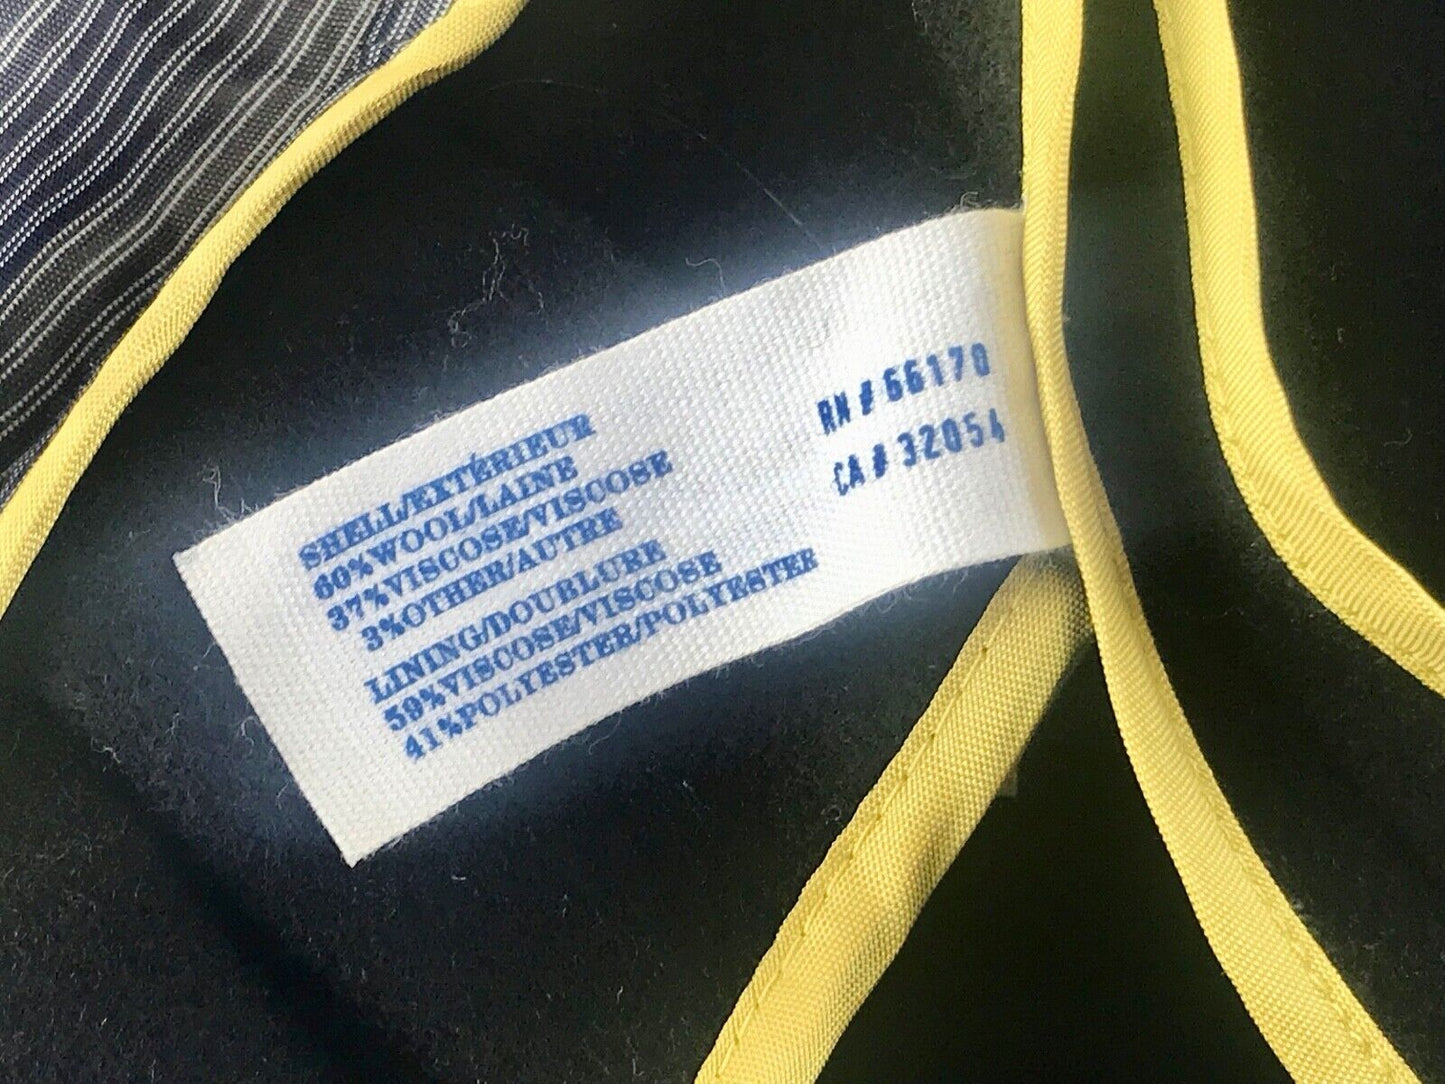 RN # 66170
CA # 32054
SHELL/EXTÉRIEUR
60%WOOL/LAINE
37%VISCOSE/VISCOSE
3%OTHER/AUTRE
LINING/DOUBLURE
59%VISCOSE/VISCOSE
41%POLYESTER/POLYESTER